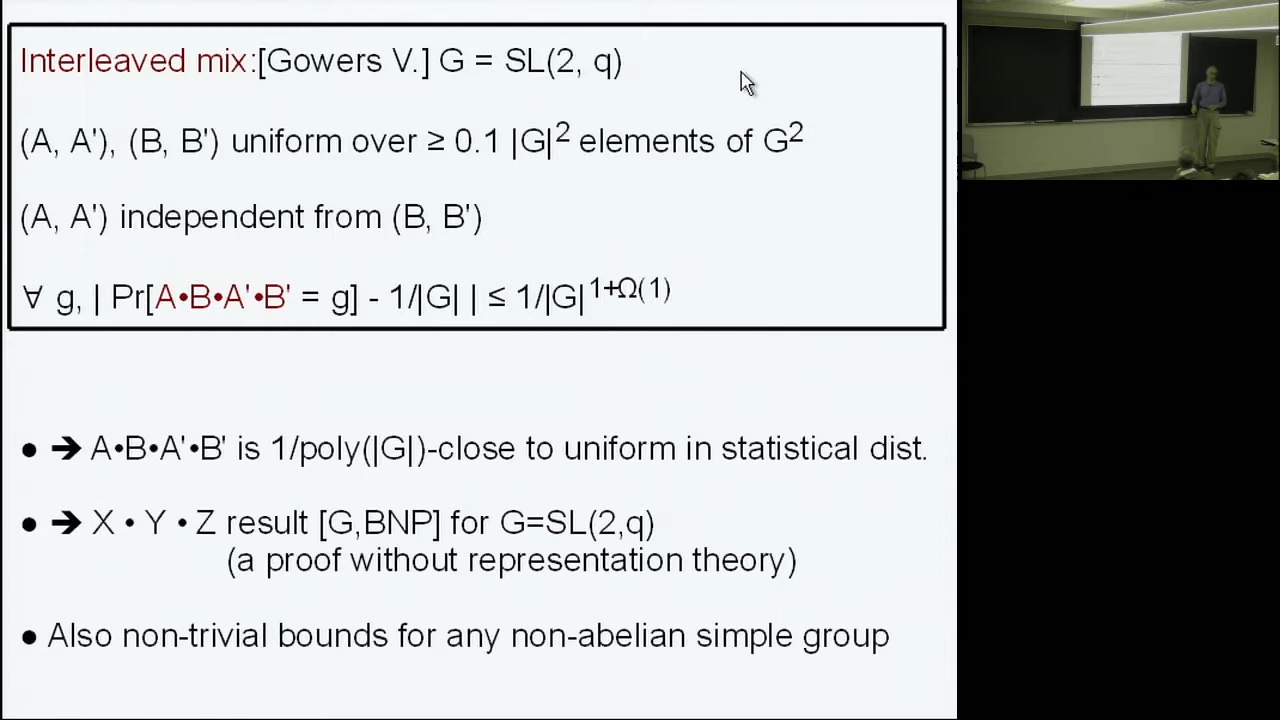 Interleaved mix:[Gowers V.] G = SL(2, q)
(A, A'), (B, B') uniform over ≥ 0.1 |G|² elements of G²
(A, A') independent from (B, B')
∀ g, | Pr[A•B•A'•B' = g] - 1/|G| | ≤ 1/|G|^1+Ω(1)
● ➔ A•B•A'•B' is 1/poly(|G|)-close to uniform in statistical dist.
● ➔ X • Y • Z result [G,BNP] for G=SL(2,q)
(a proof without representation theory)
● Also non-trivial bounds for any non-abelian simple group